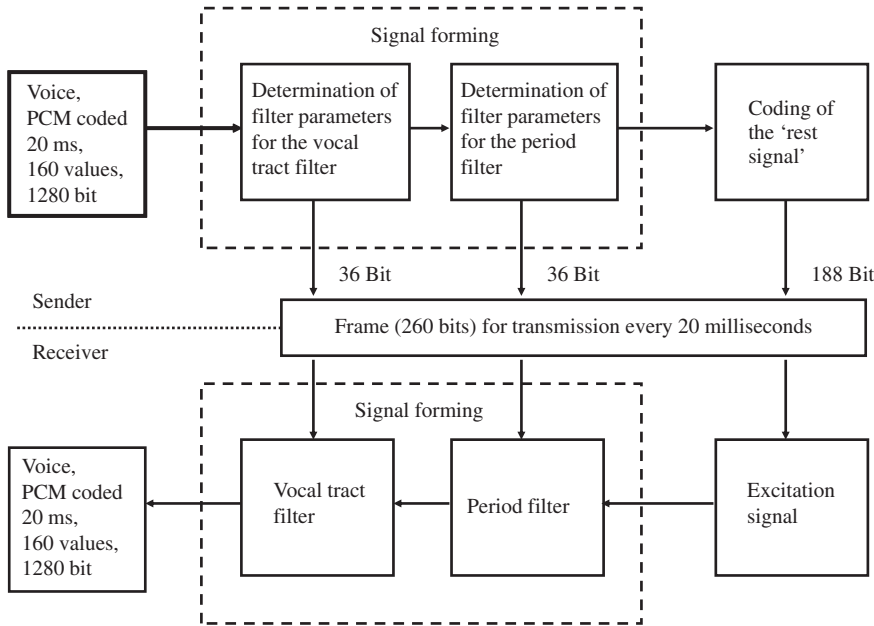 Signal forming
Voice,
PCM coded
20 ms,
160 values,
1280 bit
Determination of
filter parameters
for the vocal
tract filter
Determination of
filter parameters
for the period
filter
Coding of
the ‘rest
signal’
36 Bit
36 Bit
188 Bit
Sender
Frame (260 bits) for transmission every 20 milliseconds
Receiver
Signal forming
Voice,
PCM coded
20 ms,
160 values,
1280 bit
Vocal tract
filter
Period filter
Excitation
signal